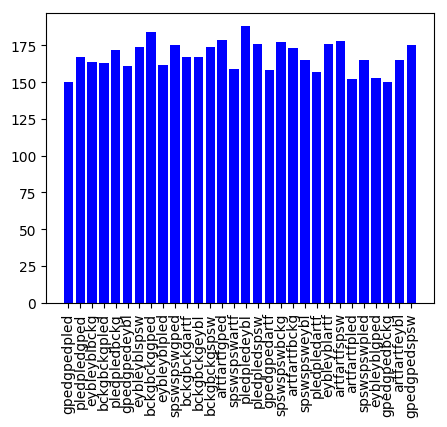 175
150
125
100
75
50
25
0
gpedgpedpled
pledpledgped
eybleyblbckg
bckgbckgpled
pledpledbckg
gpedgpedeybl
eybleyblspsw
bckgbckggped
eybleyblpled
spswspswgped
bckgbckgartf
bckgbckgeybl
bckgbckgspsw
artfartfgped
spswspswartf
pledpledeybl
pledpledspsw
gpedgpedartf
spswspswbckg
artfartfbckg
spswspsweybl
pledpledartf
eybleyblartf
artfartfspsw
artfartfpled
spswspswpled
eybleyblgped
gpedgpedbckg
artfartfeybl
gpedgpedspsw